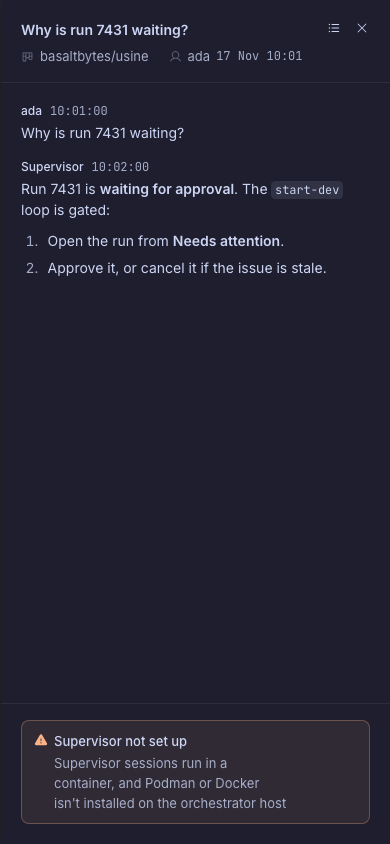 Why is run 7431 waiting?
basaltbytes/usine ada 17 Nov 10:01
ada 10:01:00
Why is run 7431 waiting?
Supervisor 10:02:00
Run 7431 is waiting for approval. The start-dev
loop is gated:
1. Open the run from Needs attention.
2. Approve it, or cancel it if the issue is stale.
Supervisor not set up
Supervisor sessions run in a
container, and Podman or Docker
isn't installed on the orchestrator host